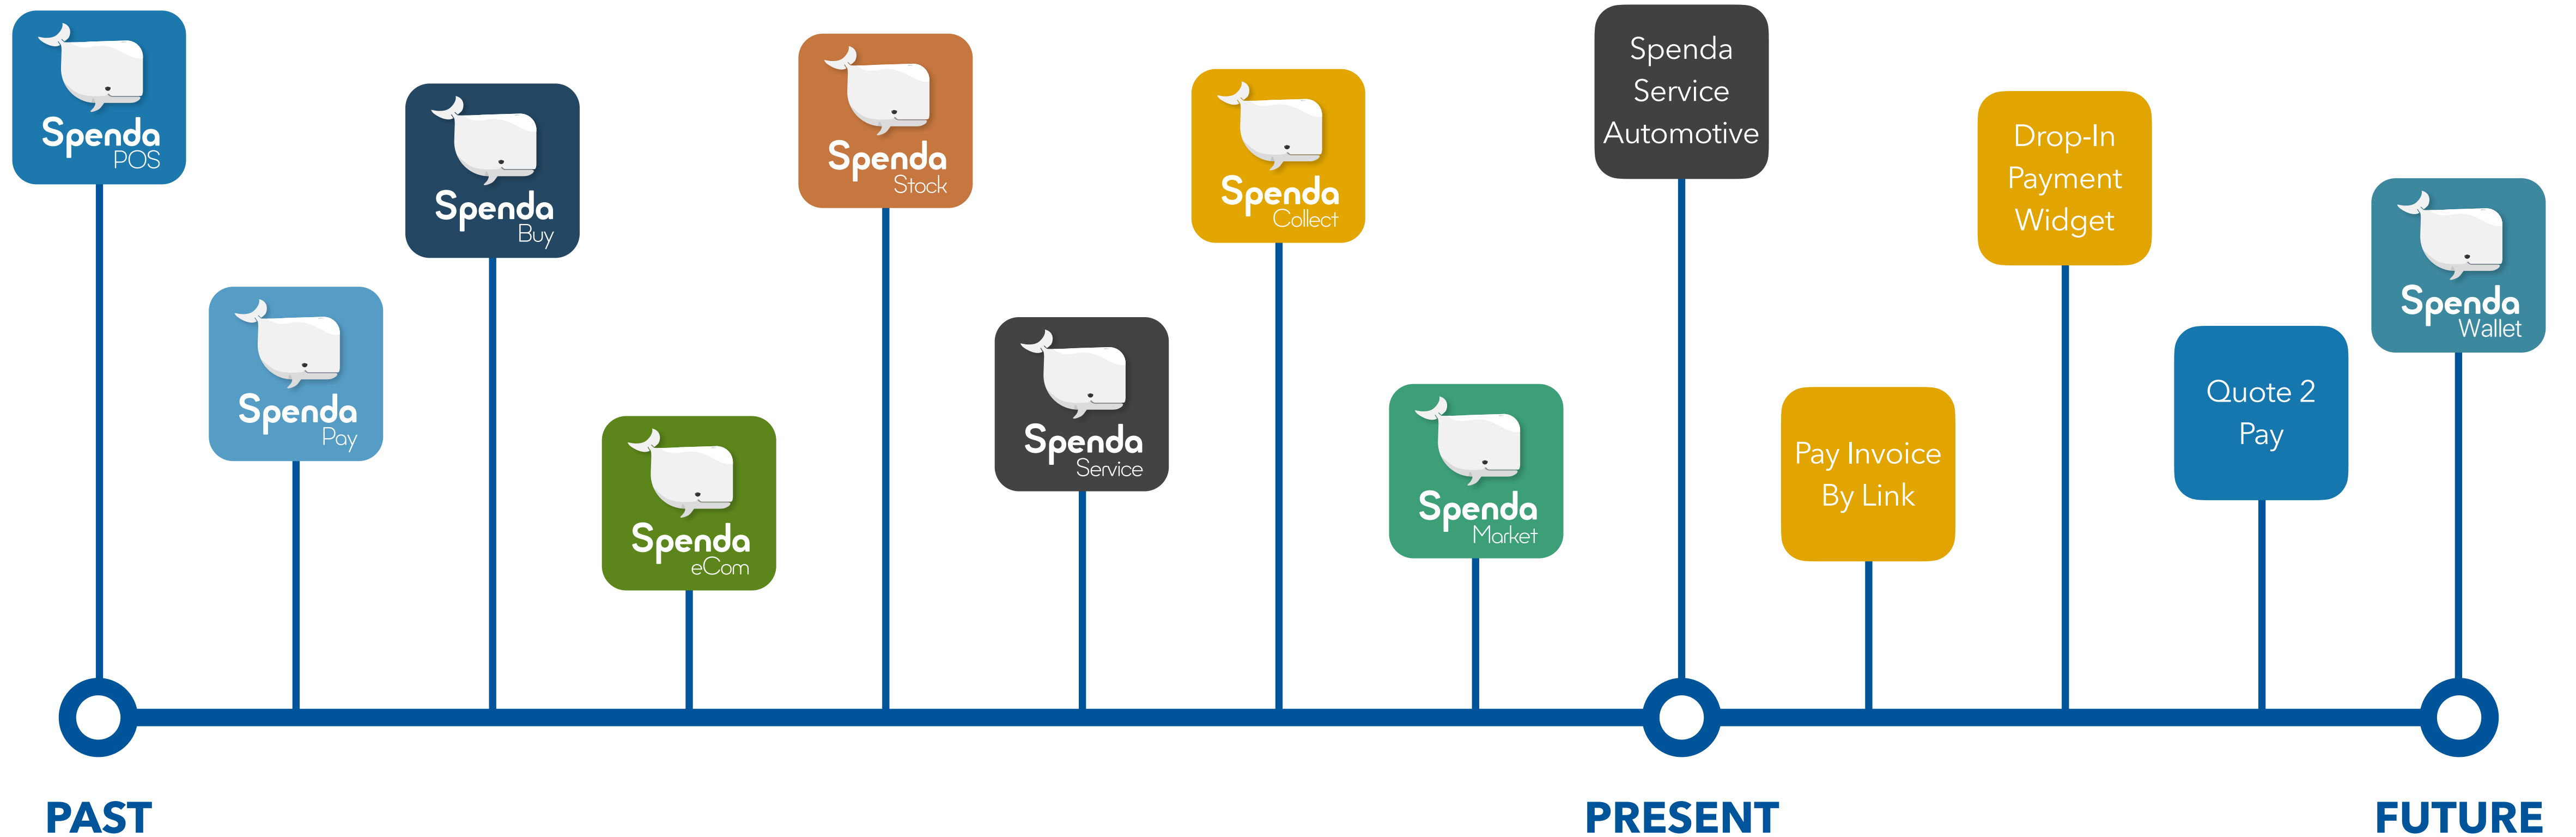 Spenda
POS
Spenda
Pay
Spenda
Buy
Spenda
eCom
Spenda
Stock
Spenda
Service
Spenda
Collect
Spenda
Market
Spenda
Service
Automotive
Pay Invoice
By Link
Drop-In
Payment
Widget
Quote 2
Pay
Spenda
Wallet
PAST
PRESENT
FUTURE